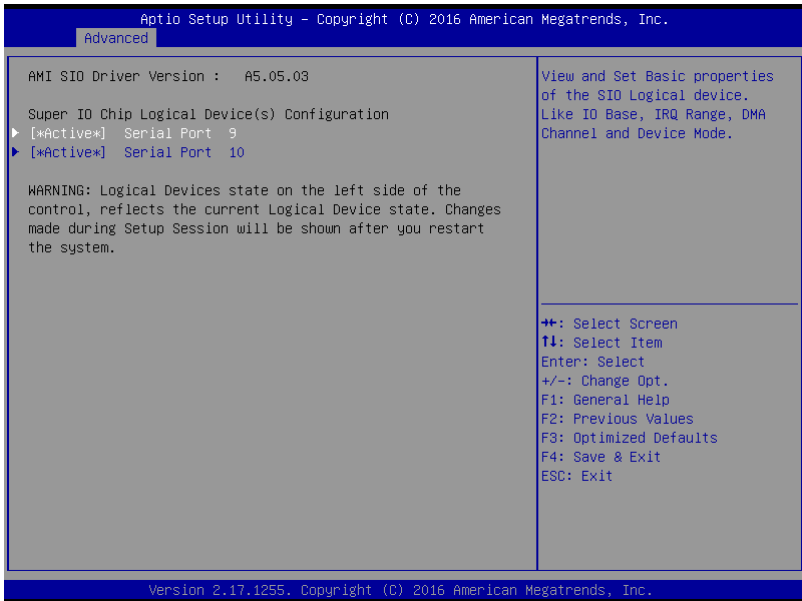 Aptio Setup Utility – Copyright (C) 2016 American Megatrends, Inc.
Advanced
AMI SIO Driver Version :   A5.05.03
Super IO Chip Logical Device(s) Configuration
[*Active*]  Serial Port  9
[*Active*]  Serial Port  10
WARNING: Logical Devices state on the left side of the
control, reflects the current Logical Device state. Changes
made during Setup Session will be shown after you restart
the system.
View and Set Basic properties
of the SIO Logical device.
Like IO Base, IRQ Range, DMA
Channel and Device Mode.
→←: Select Screen
↑↓: Select Item
Enter: Select
+/-: Change Opt.
F1: General Help
F2: Previous Values
F3: Optimized Defaults
F4: Save & Exit
ESC: Exit
Version 2.17.1255. Copyright (C) 2016 American Megatrends, Inc.